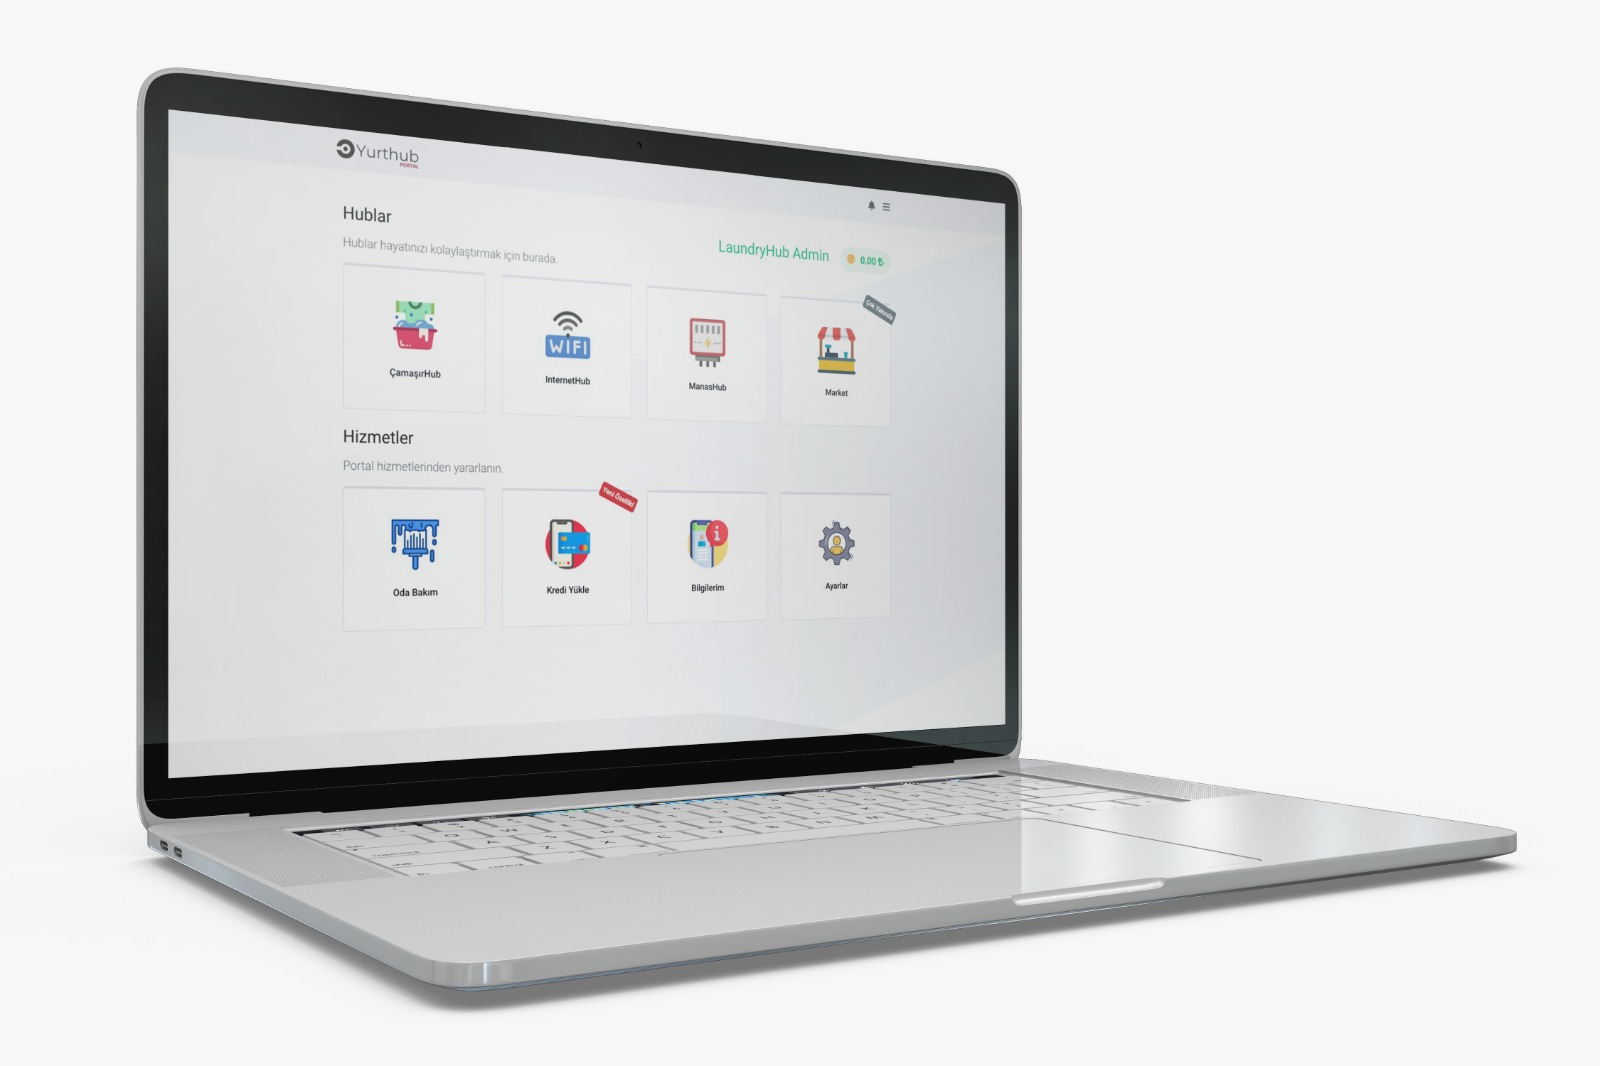 Yurthub
PORTAL
Hublar
Hublar hayatınızı kolaylaştırmak için burada.
LaundryHub Admin
0.00 ₺
ÇamaşırHub
WIFI
InternetHub
ManasHub
Çok Yakında
Market
Hizmetler
Portal hizmetlerinden yararlanın.
Oda Bakım
Yeni Özellik!
Kredi Yükle
i
Bilgilerim
Ayarlar